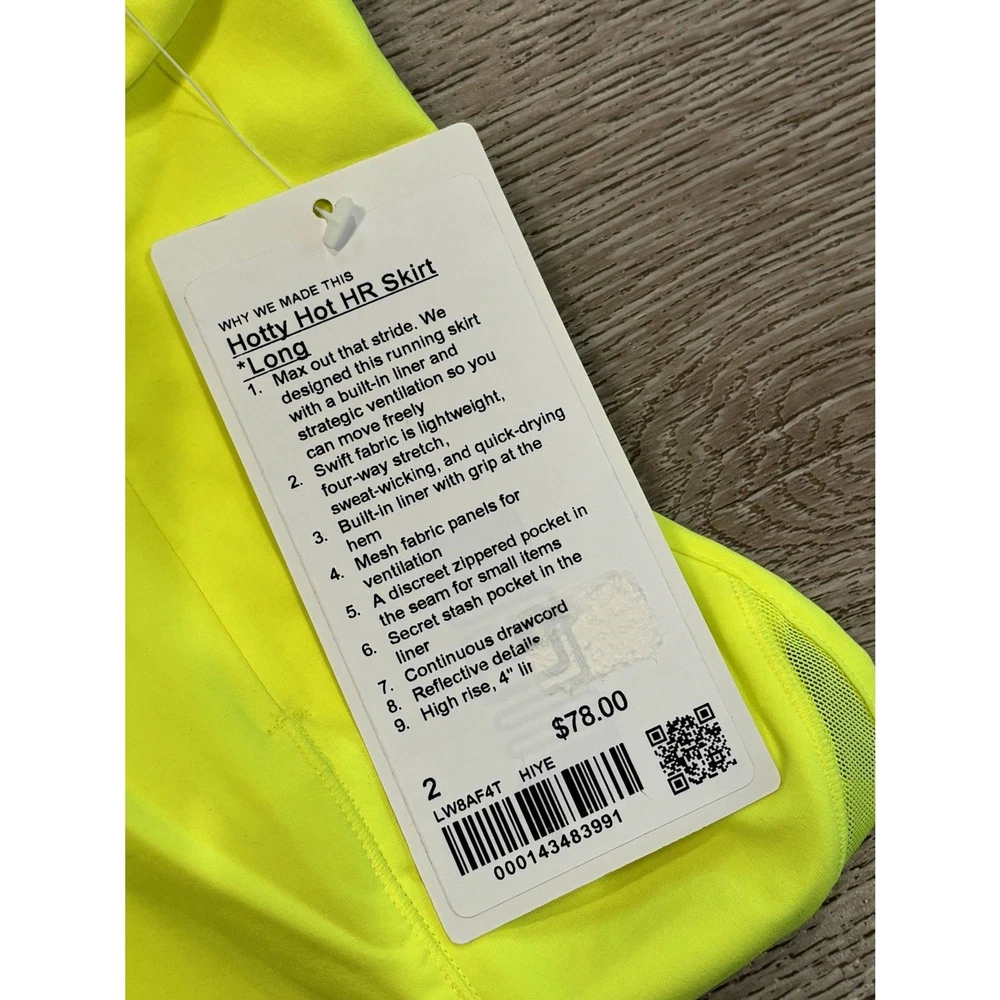 WHY WE MADE THIS
Hotty Hot HR Skirt
*Long
1. Max out that stride. We
designed this running skirt
with a built-in liner and
strategic ventilation so you
can move freely
2. Swift fabric is lightweight,
four-way stretch,
sweat-wicking, and quick-drying
3. Built-in liner with grip at the
hem
4. Mesh fabric panels for
ventilation
5. A discreet zippered pocket in
the seam for small items
6. Secret stash pocket in the
liner
7. Continuous drawcord
8. Reflective details
9. High rise, 4"
$78.00
2
LW8AF4T HIYE
000143483991